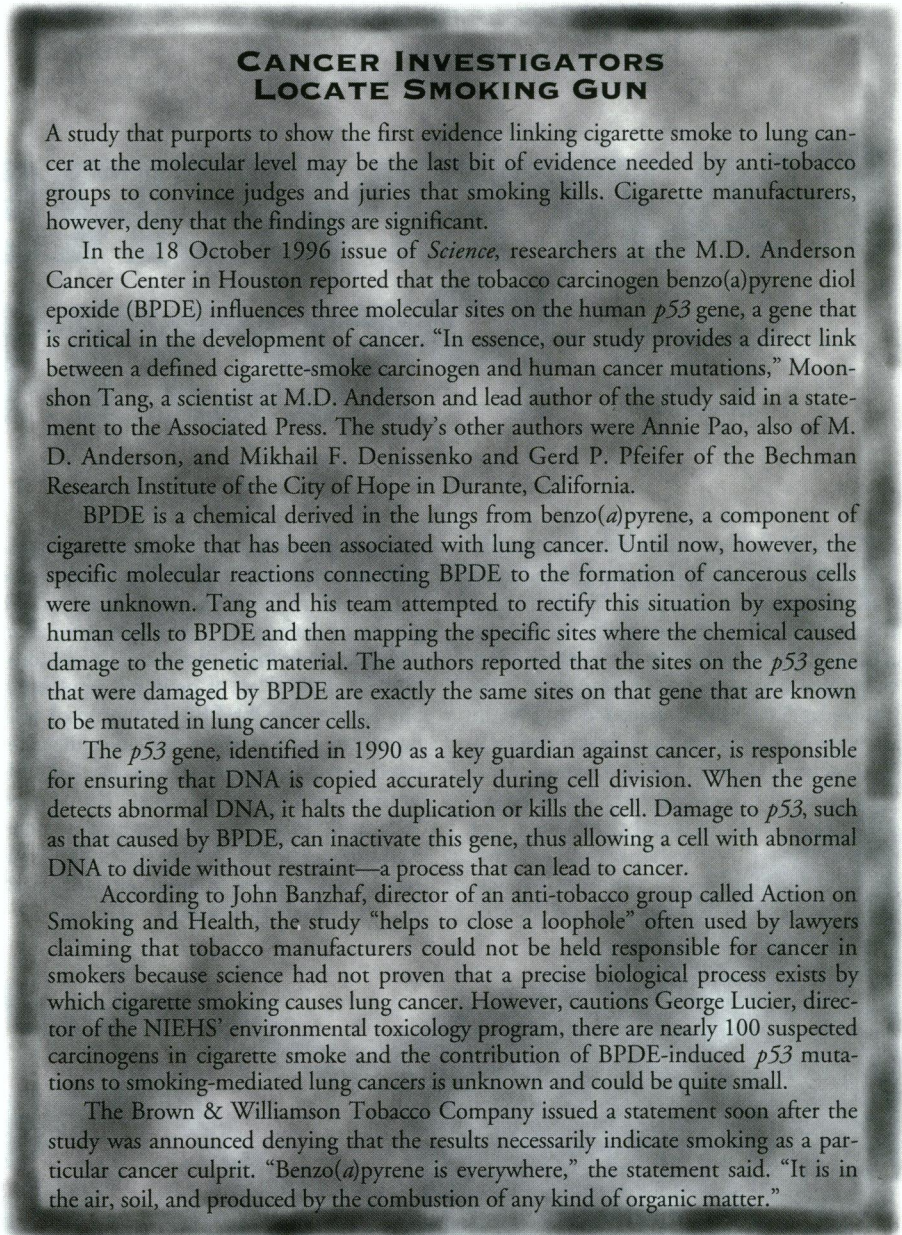 CANCER INVESTIGATORS
LOCATE SMOKING GUN
A study that purports to show the first evidence linking cigarette smoke to lung can-
cer at the molecular level may be the last bit of evidence needed by anti-tobacco
groups to convince judges and juries that smoking kills. Cigarette manufacturers,
however, deny that the findings are significant.
In the 18 October 1996 issue of Science, researchers at the M.D. Anderson
Cancer Center in Houston reported that the tobacco carcinogen benzo(a)pyrene diol
epoxide (BPDE) influences three molecular sites on the human p53 gene, a gene that
is critical in the development of cancer. “In essence, our study provides a direct link
between a defined cigarette-smoke carcinogen and human cancer mutations,” Moon-
shon Tang, a scientist at M.D. Anderson and lead author of the study said in a state-
ment to the Associated Press. The study’s other authors were Annie Pao, also of M.
D. Anderson, and Mikhail F. Denissenko and Gerd P. Pfeifer of the Bechman
Research Institute of the City of Hope in Durante, California.
BPDE is a chemical derived in the lungs from benzo(a)pyrene, a component of
cigarette smoke that has been associated with lung cancer. Until now, however, the
specific molecular reactions connecting BPDE to the formation of cancerous cells
were unknown. Tang and his team attempted to rectify this situation by exposing
human cells to BPDE and then mapping the specific sites where the chemical caused
damage to the genetic material. The authors reported that the sites on the p53 gene
that were damaged by BPDE are exactly the same sites on that gene that are known
to be mutated in lung cancer cells.
The p53 gene, identified in 1990 as a key guardian against cancer, is responsible
for ensuring that DNA is copied accurately during cell division. When the gene
detects abnormal DNA, it halts the duplication or kills the cell. Damage to p53, such
as that caused by BPDE, can inactivate this gene, thus allowing a cell with abnormal
DNA to divide without restraint—a process that can lead to cancer.
According to John Banzhaf, director of an anti-tobacco group called Action on
Smoking and Health, the study “helps to close a loophole” often used by lawyers
claiming that tobacco manufacturers could not be held responsible for cancer in
smokers because science had not proven that a precise biological process exists by
which cigarette smoking causes lung cancer. However, cautions George Lucier, direc-
tor of the NIEHS’ environmental toxicology program, there are nearly 100 suspected
carcinogens in cigarette smoke and the contribution of BPDE-induced p53 muta-
tions to smoking-mediated lung cancers is unknown and could be quite small.
The Brown & Williamson Tobacco Company issued a statement soon after the
study was announced denying that the results necessarily indicate smoking as a par-
ticular cancer culprit. “Benzo(a)pyrene is everywhere,” the statement said. “It is in
the air, soil, and produced by the combustion of any kind of organic matter.”